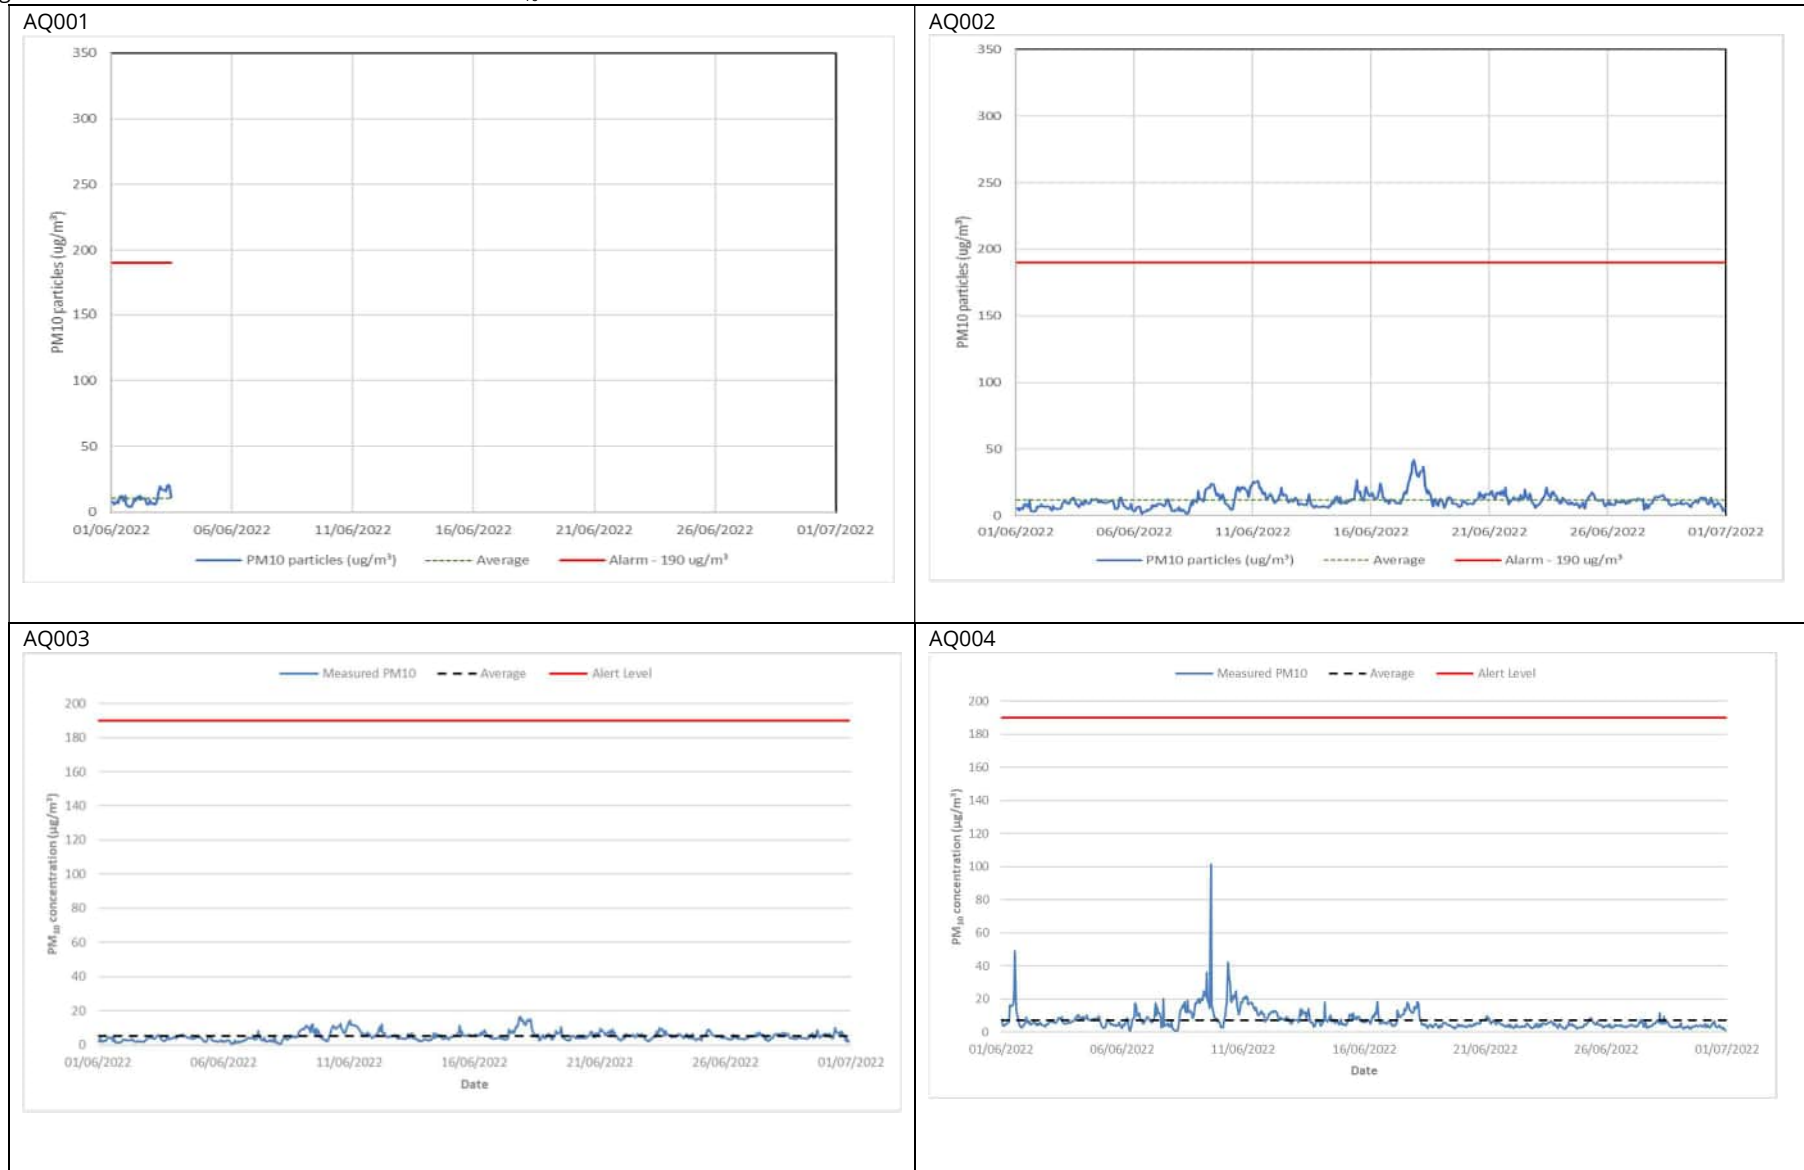 AQ001
350
300
250
200
150
100
50
0
PM10 particles (ug/m³)
01/06/2022 06/06/2022 11/06/2022 16/06/2022 21/06/2022 26/06/2022 01/07/2022
PM10 particles (ug/m³) Average Alarm - 190 ug/m³
AQ002
350
300
250
200
150
100
50
0
PM10 particles (ug/m³)
01/06/2022 06/06/2022 11/06/2022 16/06/2022 21/06/2022 26/06/2022 01/07/2022
PM10 particles (ug/m³) Average Alarm - 190 ug/m³
AQ003
Measured PM10 Average Alert Level
200
180
160
140
120
100
80
60
40
20
0
PM₁₀ concentration (µg/m³)
01/06/2022 06/06/2022 11/06/2022 16/06/2022 21/06/2022 26/06/2022 01/07/2022
Date
AQ004
Measured PM10 Average Alert Level
200
180
160
140
120
100
80
60
40
20
0
PM₁₀ concentration (µg/m³)
01/06/2022 06/06/2022 11/06/2022 16/06/2022 21/06/2022 26/06/2022 01/07/2022
Date